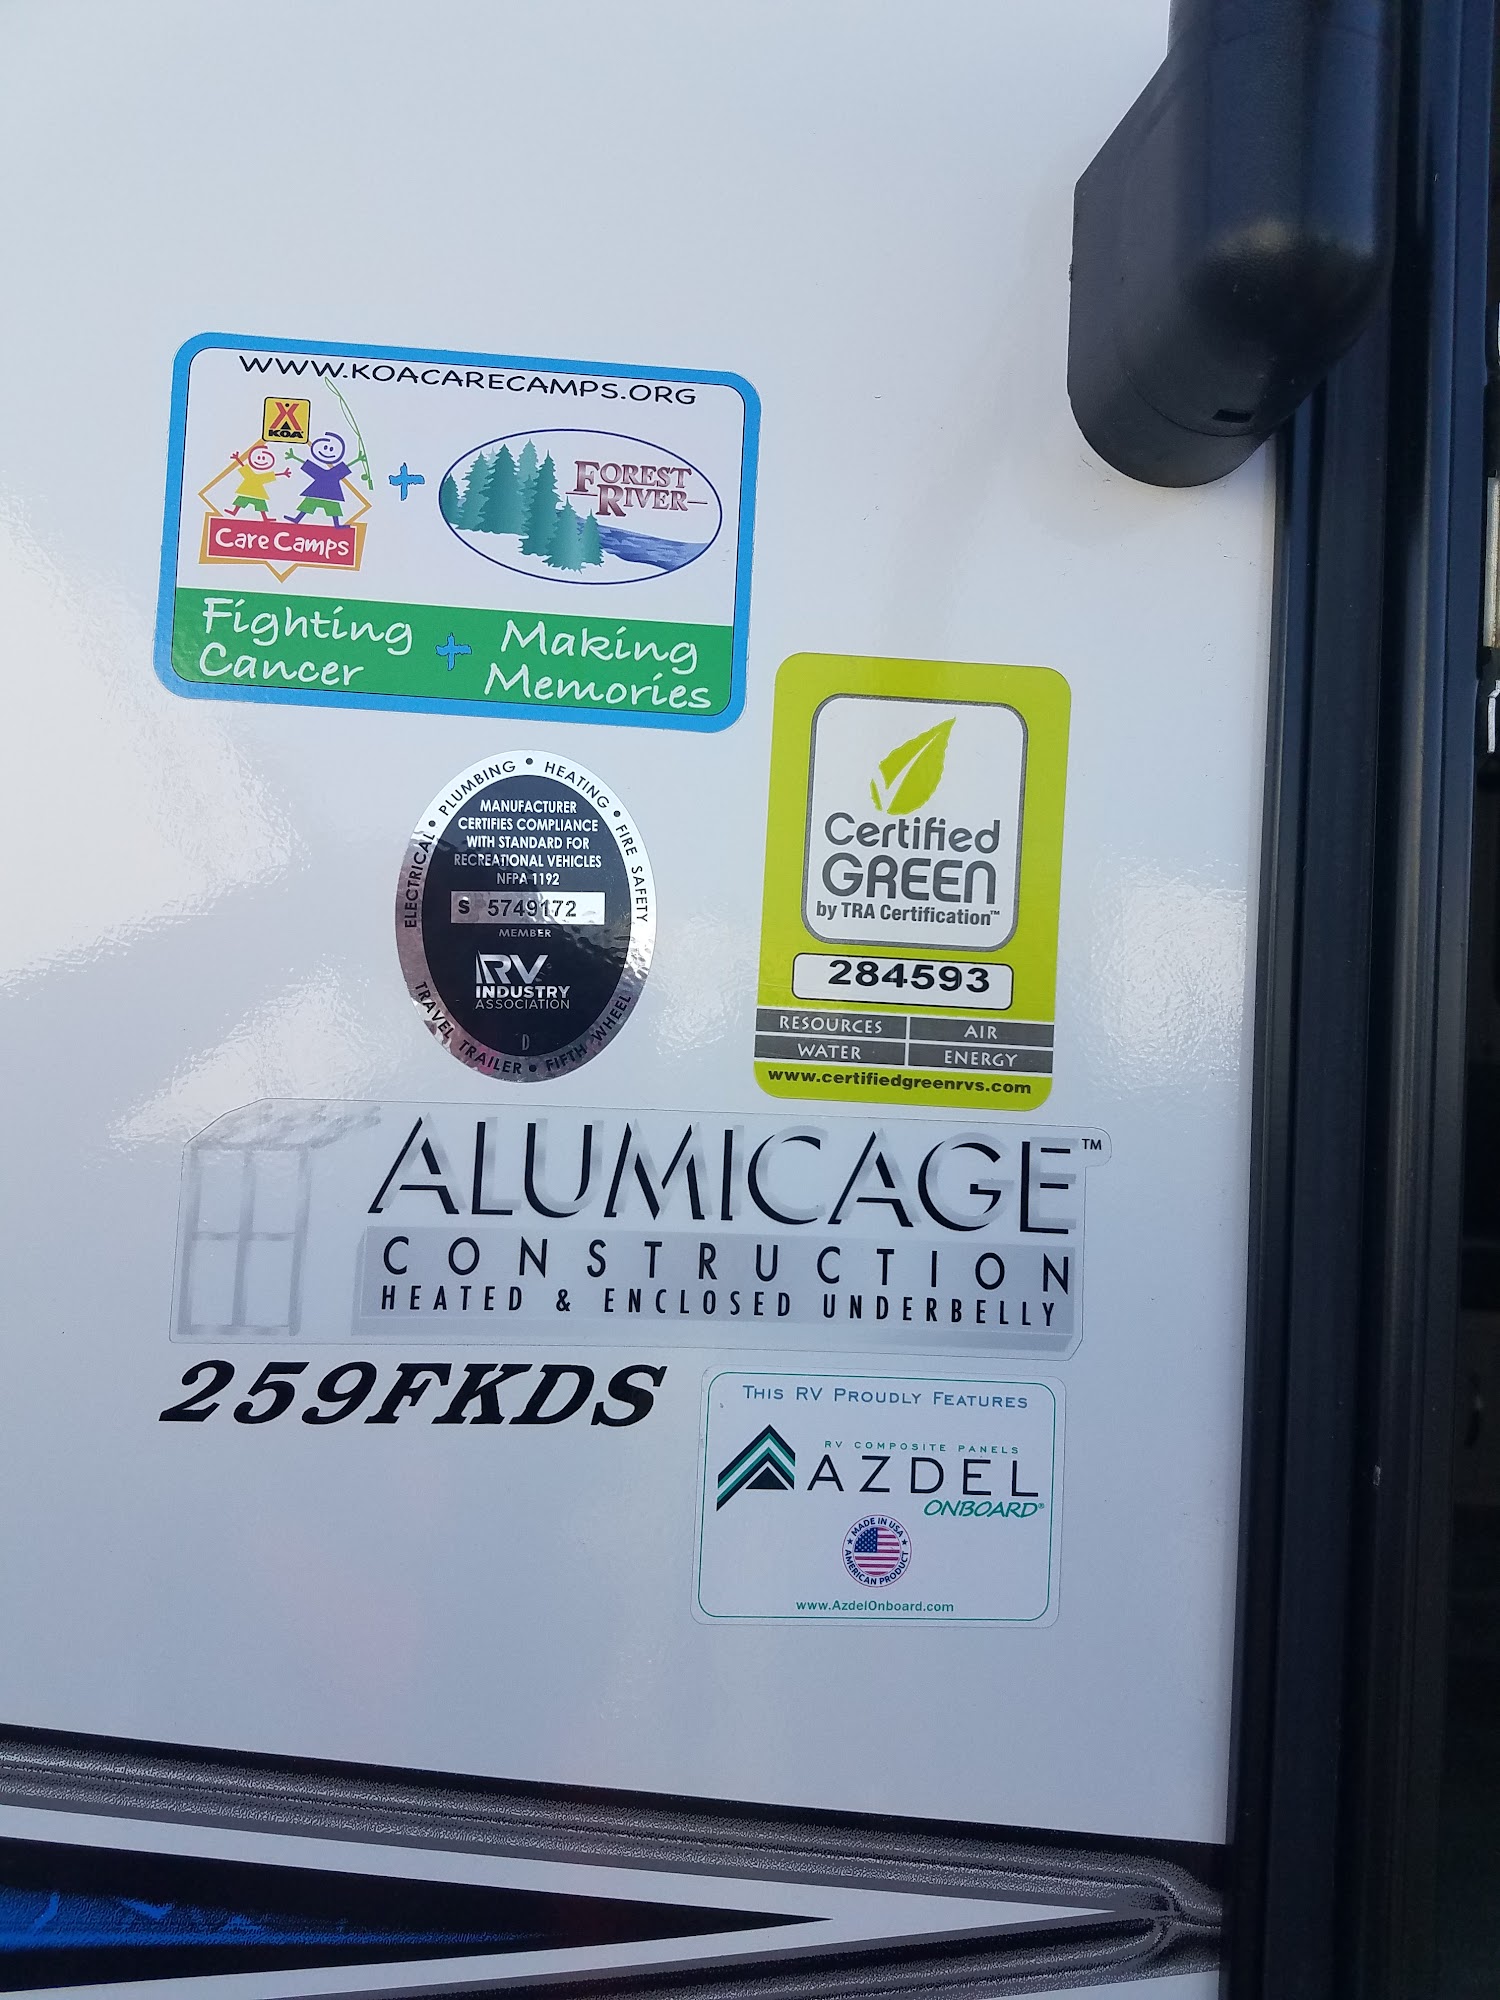 WWW.KOACARECAMPS.ORG
KOA
Care Camps
+
FOREST
RIVER
Fighting
Cancer
+
Making
Memories
ELECTRICAL • PLUMBING • HEATING • FIRE SAFETY
MANUFACTURER
CERTIFIES COMPLIANCE
WITH STANDARD FOR
RECREATIONAL VEHICLES
NFPA 1192
S 5749172
MEMBER
RV
INDUSTRY
ASSOCIATION
D
TRAVEL TRAILER • FIFTH WHEEL
Certified
GREEN
by TRA Certification™
284593
RESOURCES AIR
WATER ENERGY
www.certifiedgreenrvs.com
ALUMICAGE™
CONSTRUCTION
HEATED & ENCLOSED UNDERBELLY
259FKDS
THIS RV PROUDLY FEATURES
RV COMPOSITE PANELS
AZDEL
ONBOARD®
MADE IN USA
AMERICAN PRODUCT
www.AzdelOnboard.com